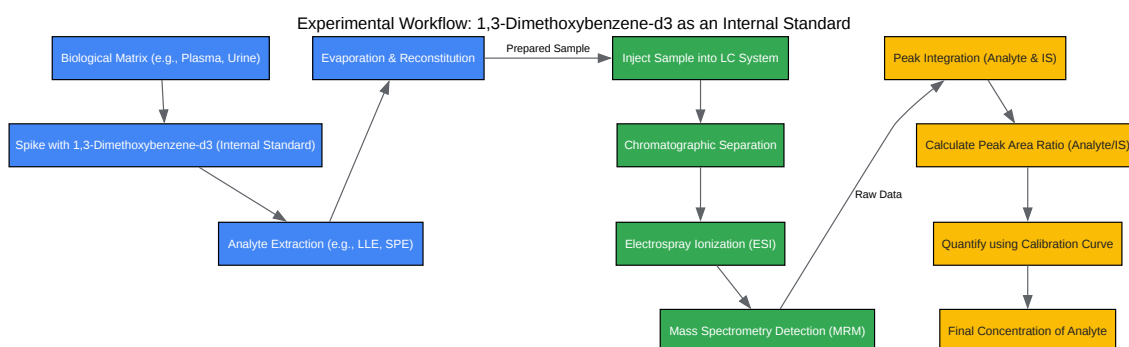 Experimental Workflow: 1,3-Dimethoxybenzene-d3 as an Internal Standard
Biological Matrix (e.g., Plasma, Urine)
Spike with 1,3-Dimethoxybenzene-d3 (Internal Standard)
Analyte Extraction (e.g., LLE, SPE)
Evaporation & Reconstitution
Prepared Sample
Inject Sample into LC System
Chromatographic Separation
Electrospray Ionization (ESI)
Mass Spectrometry Detection (MRM)
Raw Data
Peak Integration (Analyte & IS)
Calculate Peak Area Ratio (Analyte/IS)
Quantify using Calibration Curve
Final Concentration of Analyte